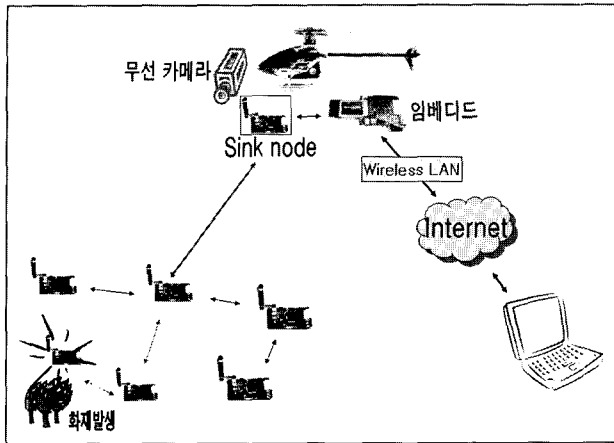 무선 카메라
임베디드
Sink node
Wireless LAN
Internet
화재발생